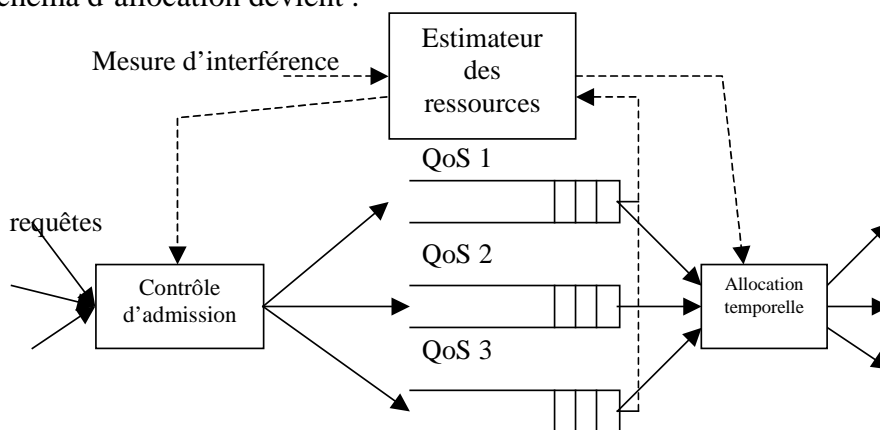 schéma d'allocation devient :
Estimateur
des
ressources
Mesure d'interférence
QoS 1
requêtes
QoS 2
Contrôle
d'admission
Allocation
temporelle
QoS 3